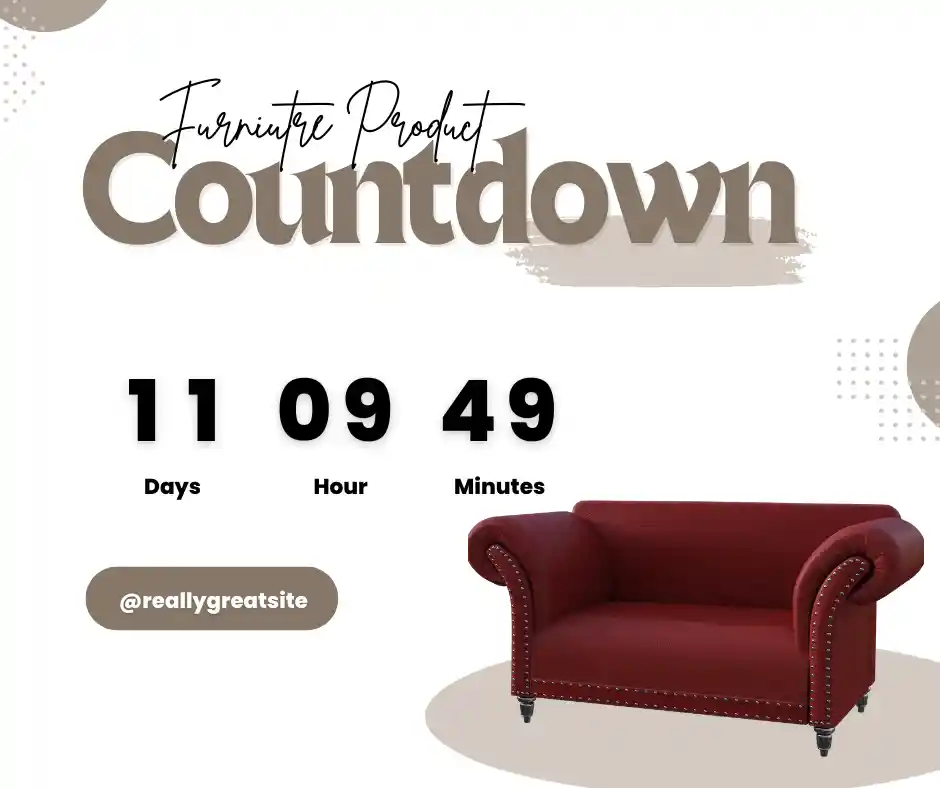 Furniutre Product
Countdown
11 09 49
Days Hour Minutes
@reallygreatsite